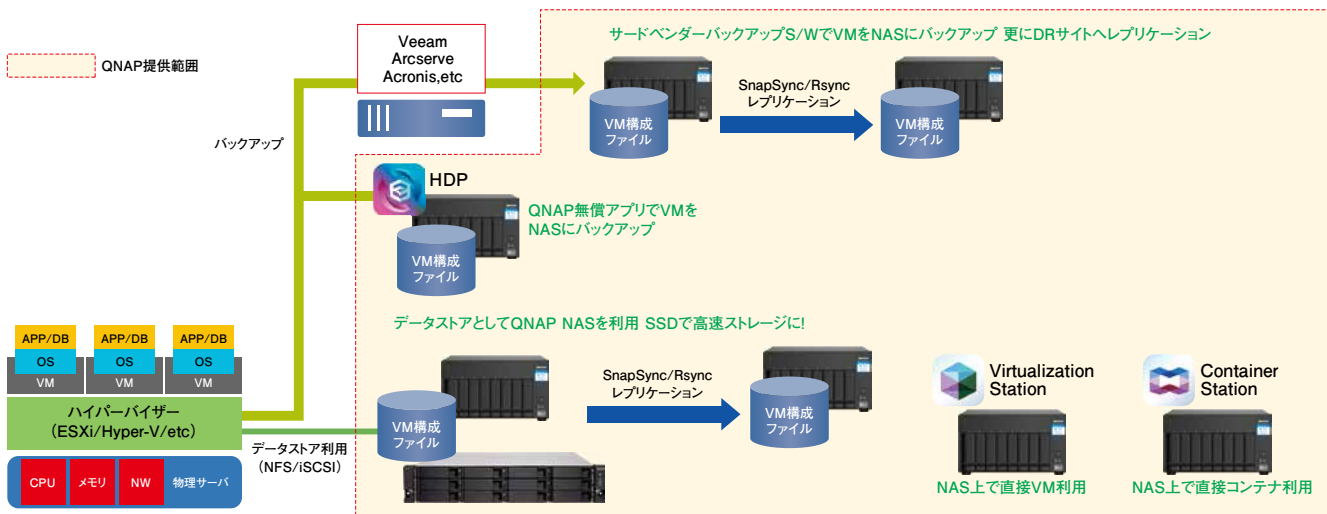 QNAP提供範囲
Veeam
Arcserve
Acronis,etc
サードベンダーバックアップS/WでVMをNASにバックアップ 更にDRサイトへレプリケーション
VM構成
ファイル
SnapSync/Rsync
レプリケーション
VM構成
ファイル
バックアップ
HDP
QNAP無償アプリでVMを
NASにバックアップ
VM構成
ファイル
データストアとしてQNAP NASを利用 SSDで高速ストレージに!
APP/DB
OS
VM
APP/DB
OS
VM
APP/DB
OS
VM
ハイパーバイザー
(ESXi/Hyper-V/etc)
CPU
メモリ
NW
物理サーバ
データストア利用
(NFS/iSCSI)
VM構成
ファイル
SnapSync/Rsync
レプリケーション
VM構成
ファイル
Virtualization
Station
NAS上で直接VM利用
Container
Station
NAS上で直接コンテナ利用